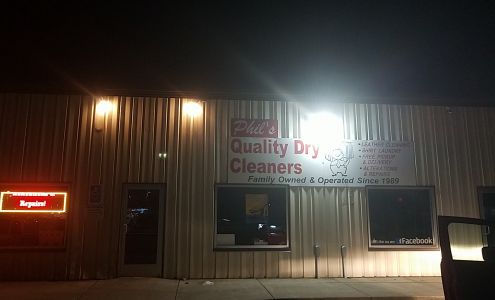 Phil's
Quality Dry
Cleaners
• LEATHER CLEANING
• SHIRT LAUNDRY
• FREE PICKUP
& DELIVERY
• ALTERATIONS
& REPAIRS
Family Owned & Operated Since 1989
Repairs!
Facebook